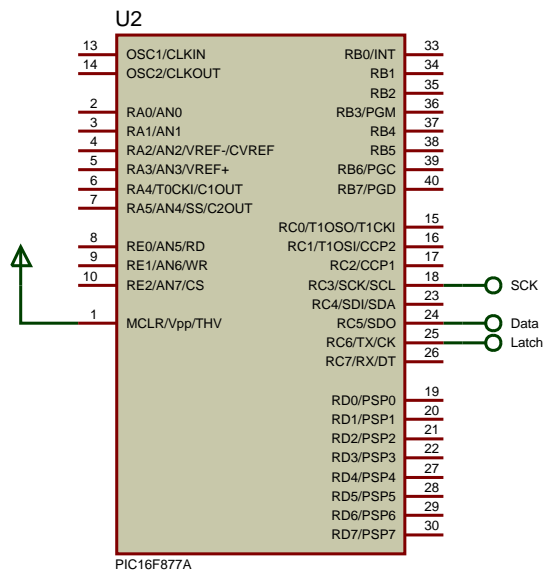 U2
13 OSC1/CLKIN RB0/INT 33
14 OSC2/CLKOUT RB1 34
RB2 35
2 RA0/AN0 RB3/PGM 36
3 RA1/AN1 RB4 37
4 RA2/AN2/VREF-/CVREF RB5 38
5 RA3/AN3/VREF+ RB6/PGC 39
6 RA4/T0CKI/C1OUT RB7/PGD 40
7 RA5/AN4/SS/C2OUT
RC0/T1OSO/T1CKI 15
8 RE0/AN5/RD RC1/T1OSI/CCP2 16
9 RE1/AN6/WR RC2/CCP1 17
10 RE2/AN7/CS RC3/SCK/SCL 18 SCK
RC4/SDI/SDA 23
1 MCLR/Vpp/THV RC5/SDO 24 Data
RC6/TX/CK 25 Latch
RC7/RX/DT 26
RD0/PSP0 19
RD1/PSP1 20
RD2/PSP2 21
RD3/PSP3 22
RD4/PSP4 27
RD5/PSP5 28
RD6/PSP6 29
RD7/PSP7 30
PIC16F877A